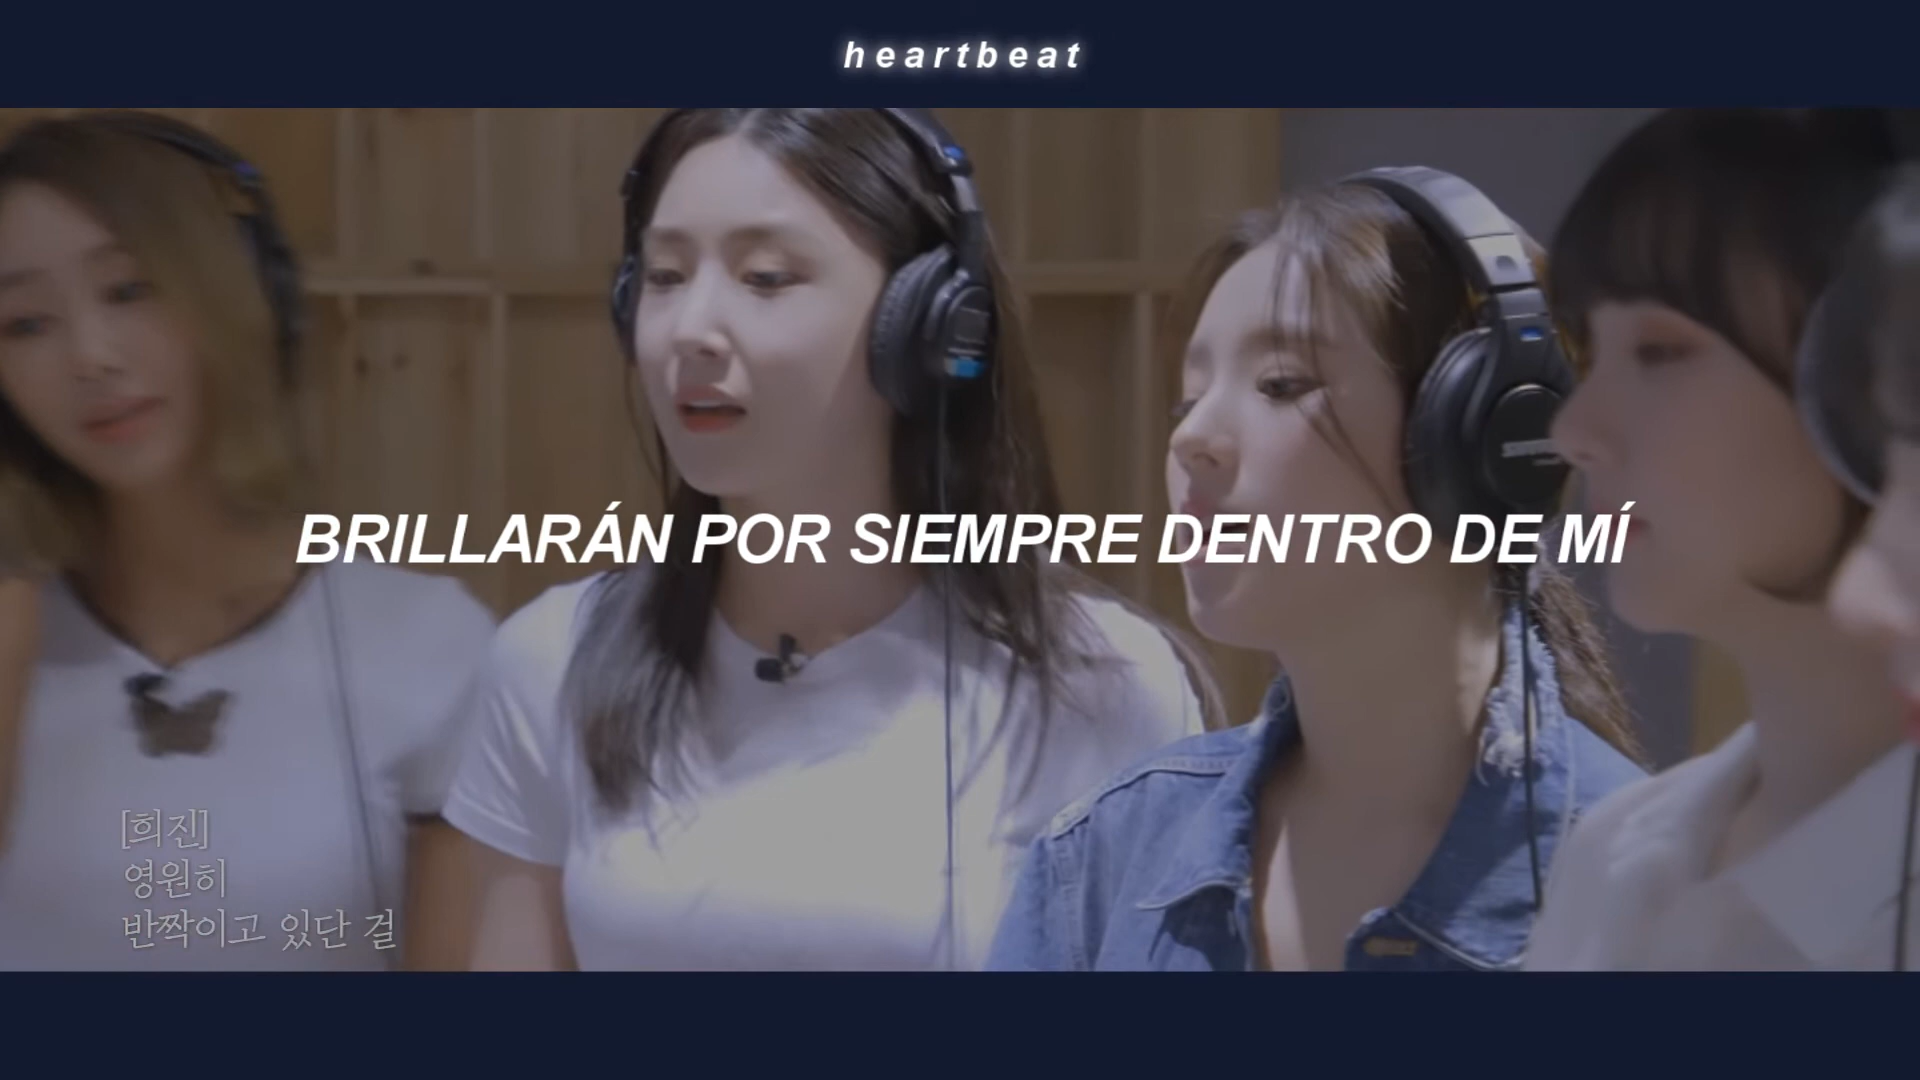 heartbeat
BRILLARÁN POR SIEMPRE DENTRO DE MÍ
[희진]
영원히
반짝이고 있단 걸